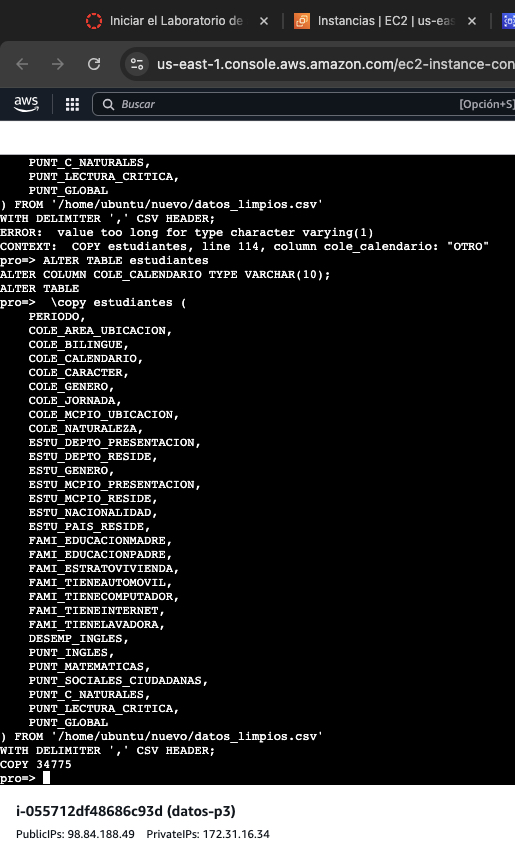 Iniciar el Laboratorio de
Instancias | EC2 | us-eas
us-east-1.console.aws.amazon.com/ec2-instance-con
aws
Buscar
[Opción+S]
PUNT_C_NATURALES,
PUNT_LECTURA_CRITICA,
PUNT_GLOBAL
) FROM '/home/ubuntu/nuevo/datos_limpios.csv'
WITH DELIMITER ',' CSV HEADER;
ERROR:  value too long for type character varying(1)
CONTEXT:  COPY estudiantes, line 114, column cole_calendario: "OTRO"
pro=> ALTER TABLE estudiantes
ALTER COLUMN COLE_CALENDARIO TYPE VARCHAR(10);
ALTER TABLE
pro=>  \copy estudiantes (
PERIODO,
COLE_AREA_UBICACION,
COLE_BILINGUE,
COLE_CALENDARIO,
COLE_CARACTER,
COLE_GENERO,
COLE_JORNADA,
COLE_MCPIO_UBICACION,
COLE_NATURALEZA,
ESTU_DEPTO_PRESENTACION,
ESTU_DEPTO_RESIDE,
ESTU_GENERO,
ESTU_MCPIO_PRESENTACION,
ESTU_MCPIO_RESIDE,
ESTU_NACIONALIDAD,
ESTU_PAIS_RESIDE,
FAMI_EDUCACIONMADRE,
FAMI_EDUCACIONPADRE,
FAMI_ESTRATOVIVIENDA,
FAMI_TIENEAUTOMOVIL,
FAMI_TIENECOMPUTADOR,
FAMI_TIENEINTERNET,
FAMI_TIENELAVADORA,
DESEMP_INGLES,
PUNT_INGLES,
PUNT_MATEMATICAS,
PUNT_SOCIALES_CIUDADANAS,
PUNT_C_NATURALES,
PUNT_LECTURA_CRITICA,
PUNT_GLOBAL
) FROM '/home/ubuntu/nuevo/datos_limpios.csv'
WITH DELIMITER ',' CSV HEADER;
COPY 34775
pro=>
i-055712df48686c93d (datos-p3)
PublicIPs: 98.84.188.49 PrivateIPs: 172.31.16.34